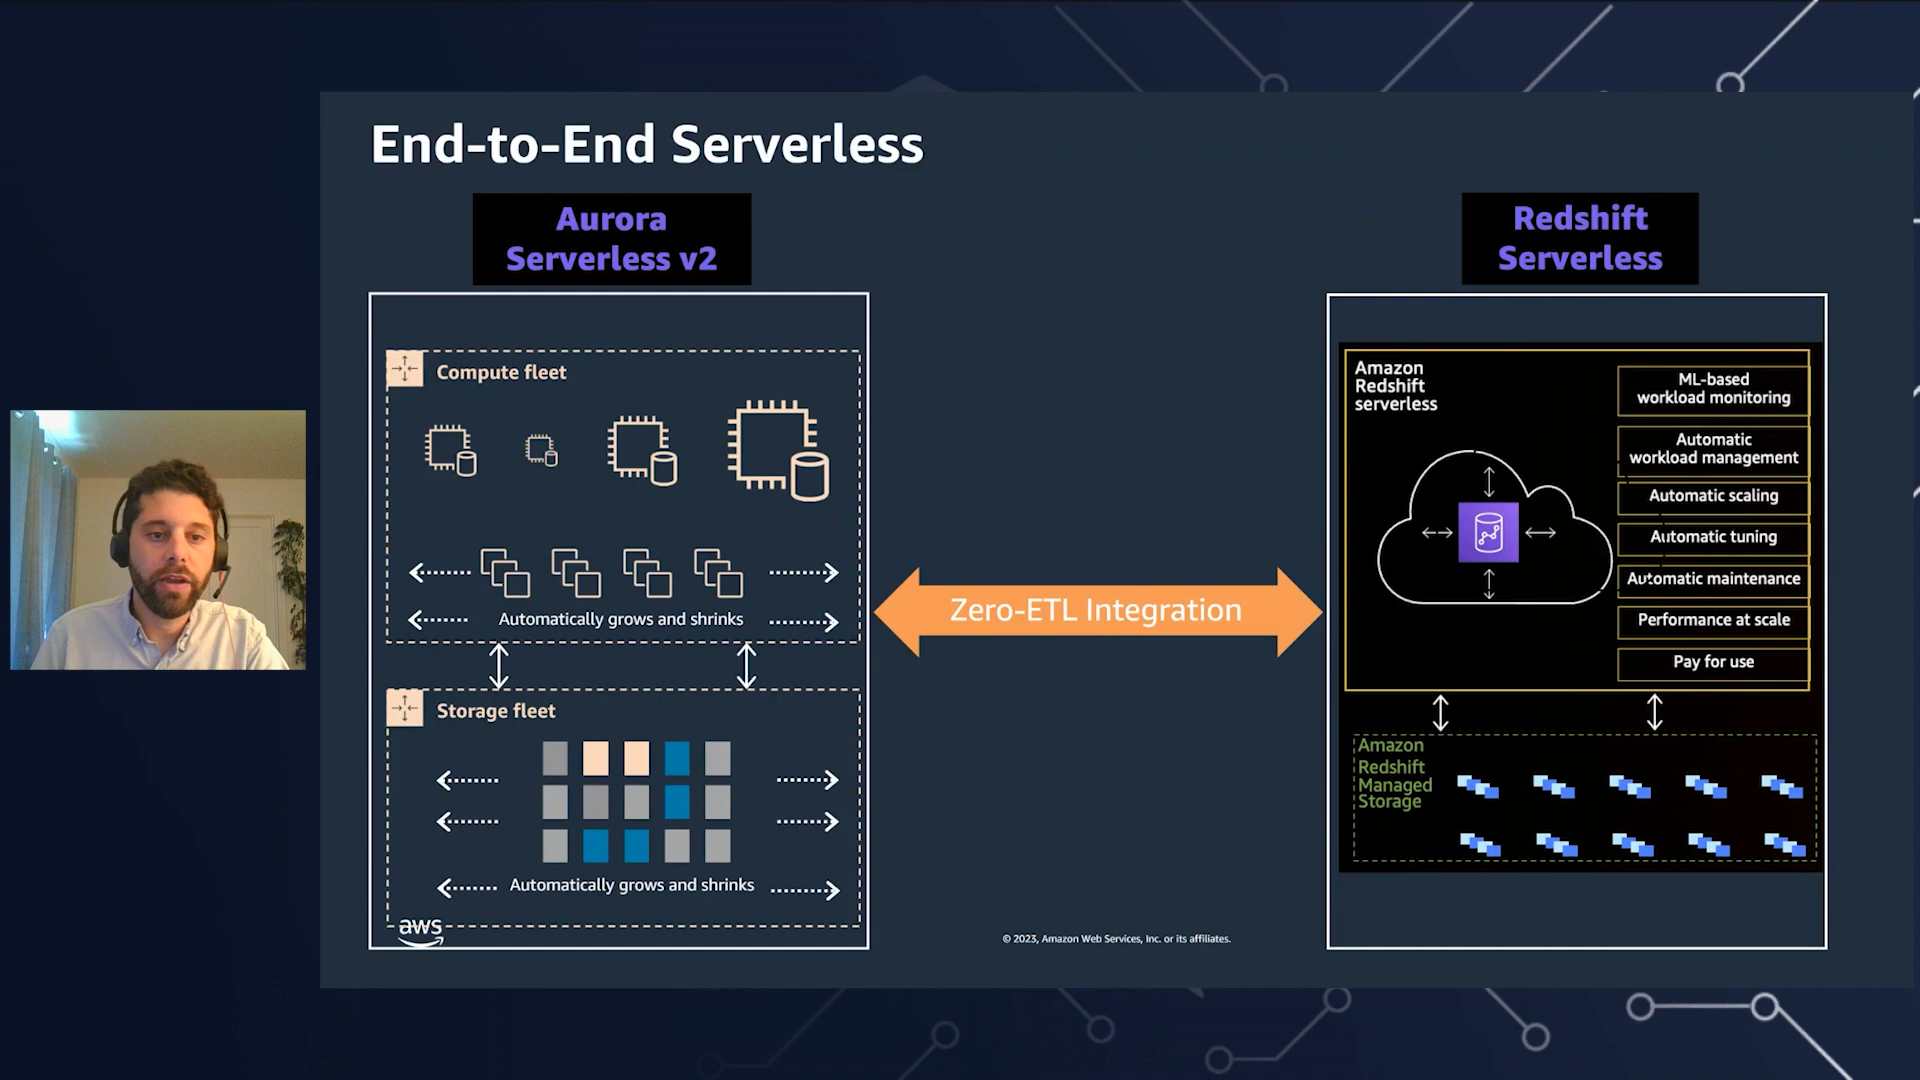 End-to-End Serverless
Aurora
Serverless v2
Compute fleet
Automatically grows and shrinks
Storage fleet
Automatically grows and shrinks
aws
Zero-ETL Integration
© 2023, Amazon Web Services, Inc. or its affiliates.
Redshift
Serverless
Amazon
Redshift
serverless
ML-based
workload monitoring
Automatic
workload management
Automatic scaling
Automatic tuning
Automatic maintenance
Performance at scale
Pay for use
Amazon
Redshift
Managed
Storage